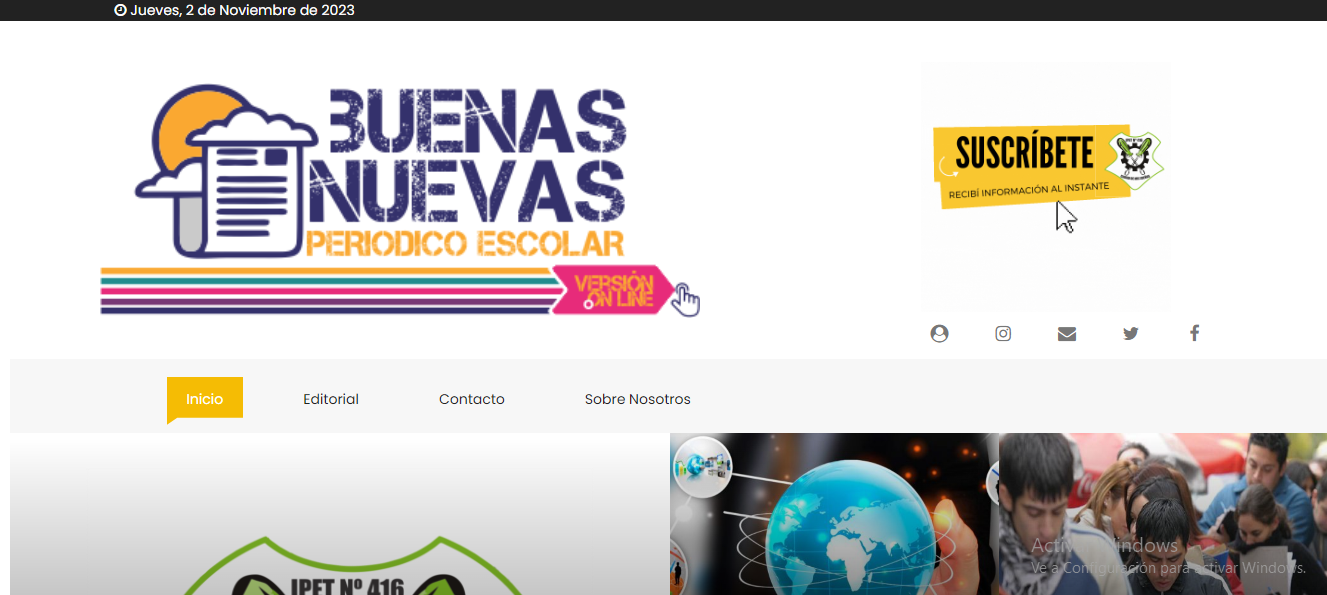 Jueves, 2 de Noviembre de 2023
BUENAS
NUEVAS
PERIODICO ESCOLAR
VERSIÓN
ON LINE
SUSCRÍBETE
RECIBÍ INFORMACIÓN AL INSTANTE
Inicio
Editorial
Contacto
Sobre Nosotros
IPET Nº 416
Activar Windows
Ve a Configuración para activar Windows.